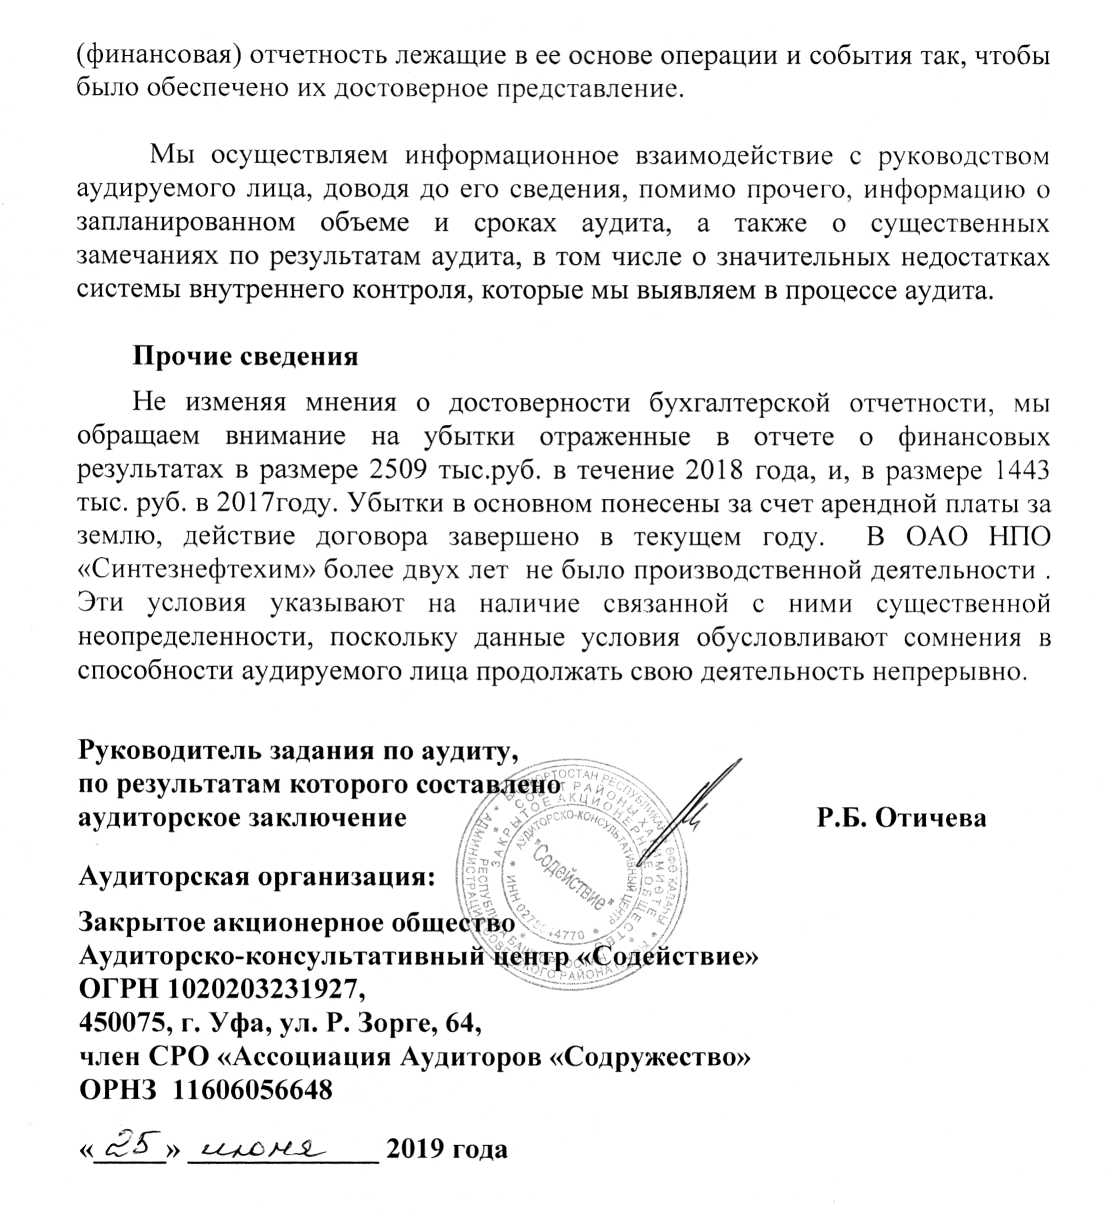 (финансовая) отчетность лежащие в ее основе операции и события так, чтобы
было обеспечено их достоверное представление.
Мы осуществляем информационное взаимодействие с руководством
аудируемого лица, доводя до его сведения, помимо прочего, информацию о
запланированном объеме и сроках аудита, а также о существенных
замечаниях по результатам аудита, в том числе о значительных недостатках
системы внутреннего контроля, которые мы выявляем в процессе аудита.
Прочие сведения
Не изменяя мнения о достоверности бухгалтерской отчетности, мы
обращаем внимание на убытки отраженные в отчете о финансовых
результатах в размере 2509 тыс.руб. в течение 2018 года, и, в размере 1443
тыс. руб. в 2017году. Убытки в основном понесены за счет арендной платы за
землю, действие договора завершено в текущем году. В ОАО НПО
«Синтезнефтехим» более двух лет не было производственной деятельности .
Эти условия указывают на наличие связанной с ними существенной
неопределенности, поскольку данные условия обусловливают сомнения в
способности аудируемого лица продолжать свою деятельность непрерывно.
Руководитель задания по аудиту,
по результатам которого составлено
аудиторское заключение Р.Б. Отичева
ЗАКРЫТОЕ АКЦИОНЕРНОЕ ОБЩЕСТВО
АУДИТОРСКО-КОНСУЛЬТАТИВНЫЙ ЦЕНТР
"Содействие"
Аудиторская организация:
Закрытое акционерное общество
Аудиторско-консультативный центр «Содействие»
ОГРН 1020203231927,
450075, г. Уфа, ул. Р. Зорге, 64,
член СРО «Ассоциация Аудиторов «Содружество»
ОРНЗ 11606056648
«25» июня 2019 года